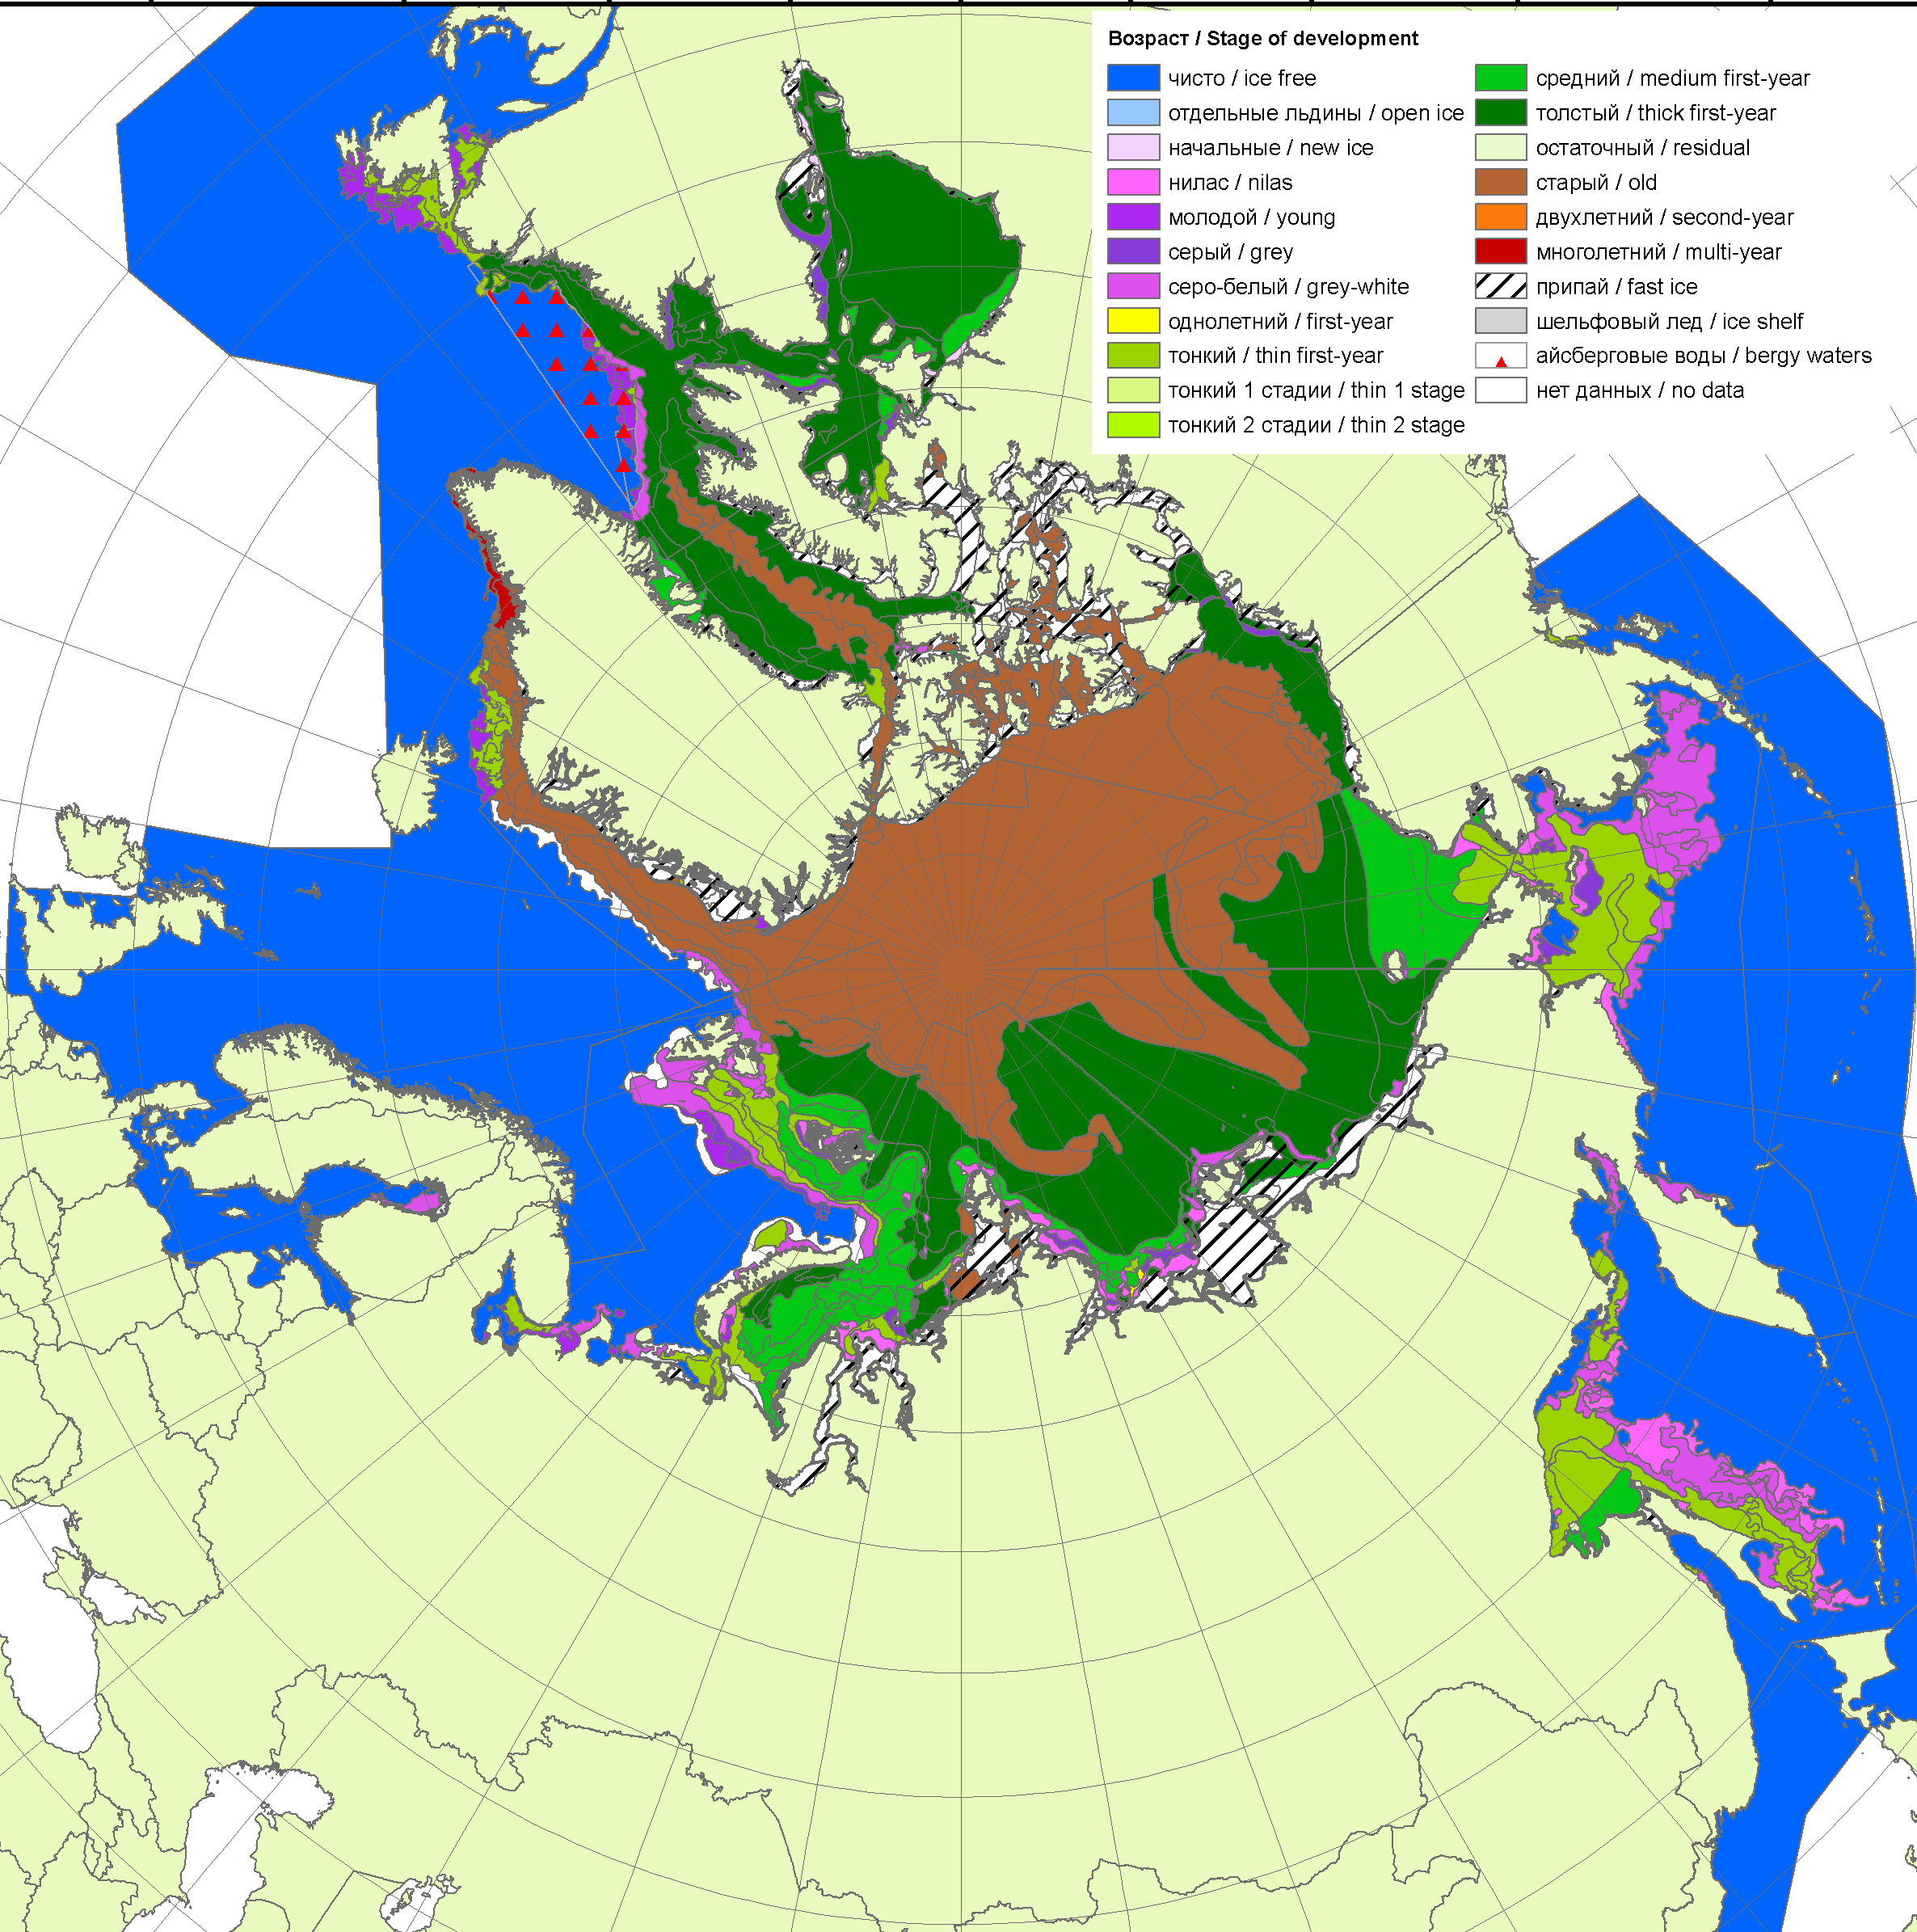 Возраст / Stage of development
чисто / ice free
отдельные льдины / open ice
начальные / new ice
нилас / nilas
молодой / young
серый / grey
серо-белый / grey-white
однолетний / first-year
тонкий / thin first-year
тонкий 1 стадии / thin 1 stage
тонкий 2 стадии / thin 2 stage
средний / medium first-year
толстый / thick first-year
остаточный / residual
старый / old
двухлетний / second-year
многолетний / multi-year
припай / fast ice
шельфовый лед / ice shelf
айсберговые воды / bergy waters
нет данных / no data